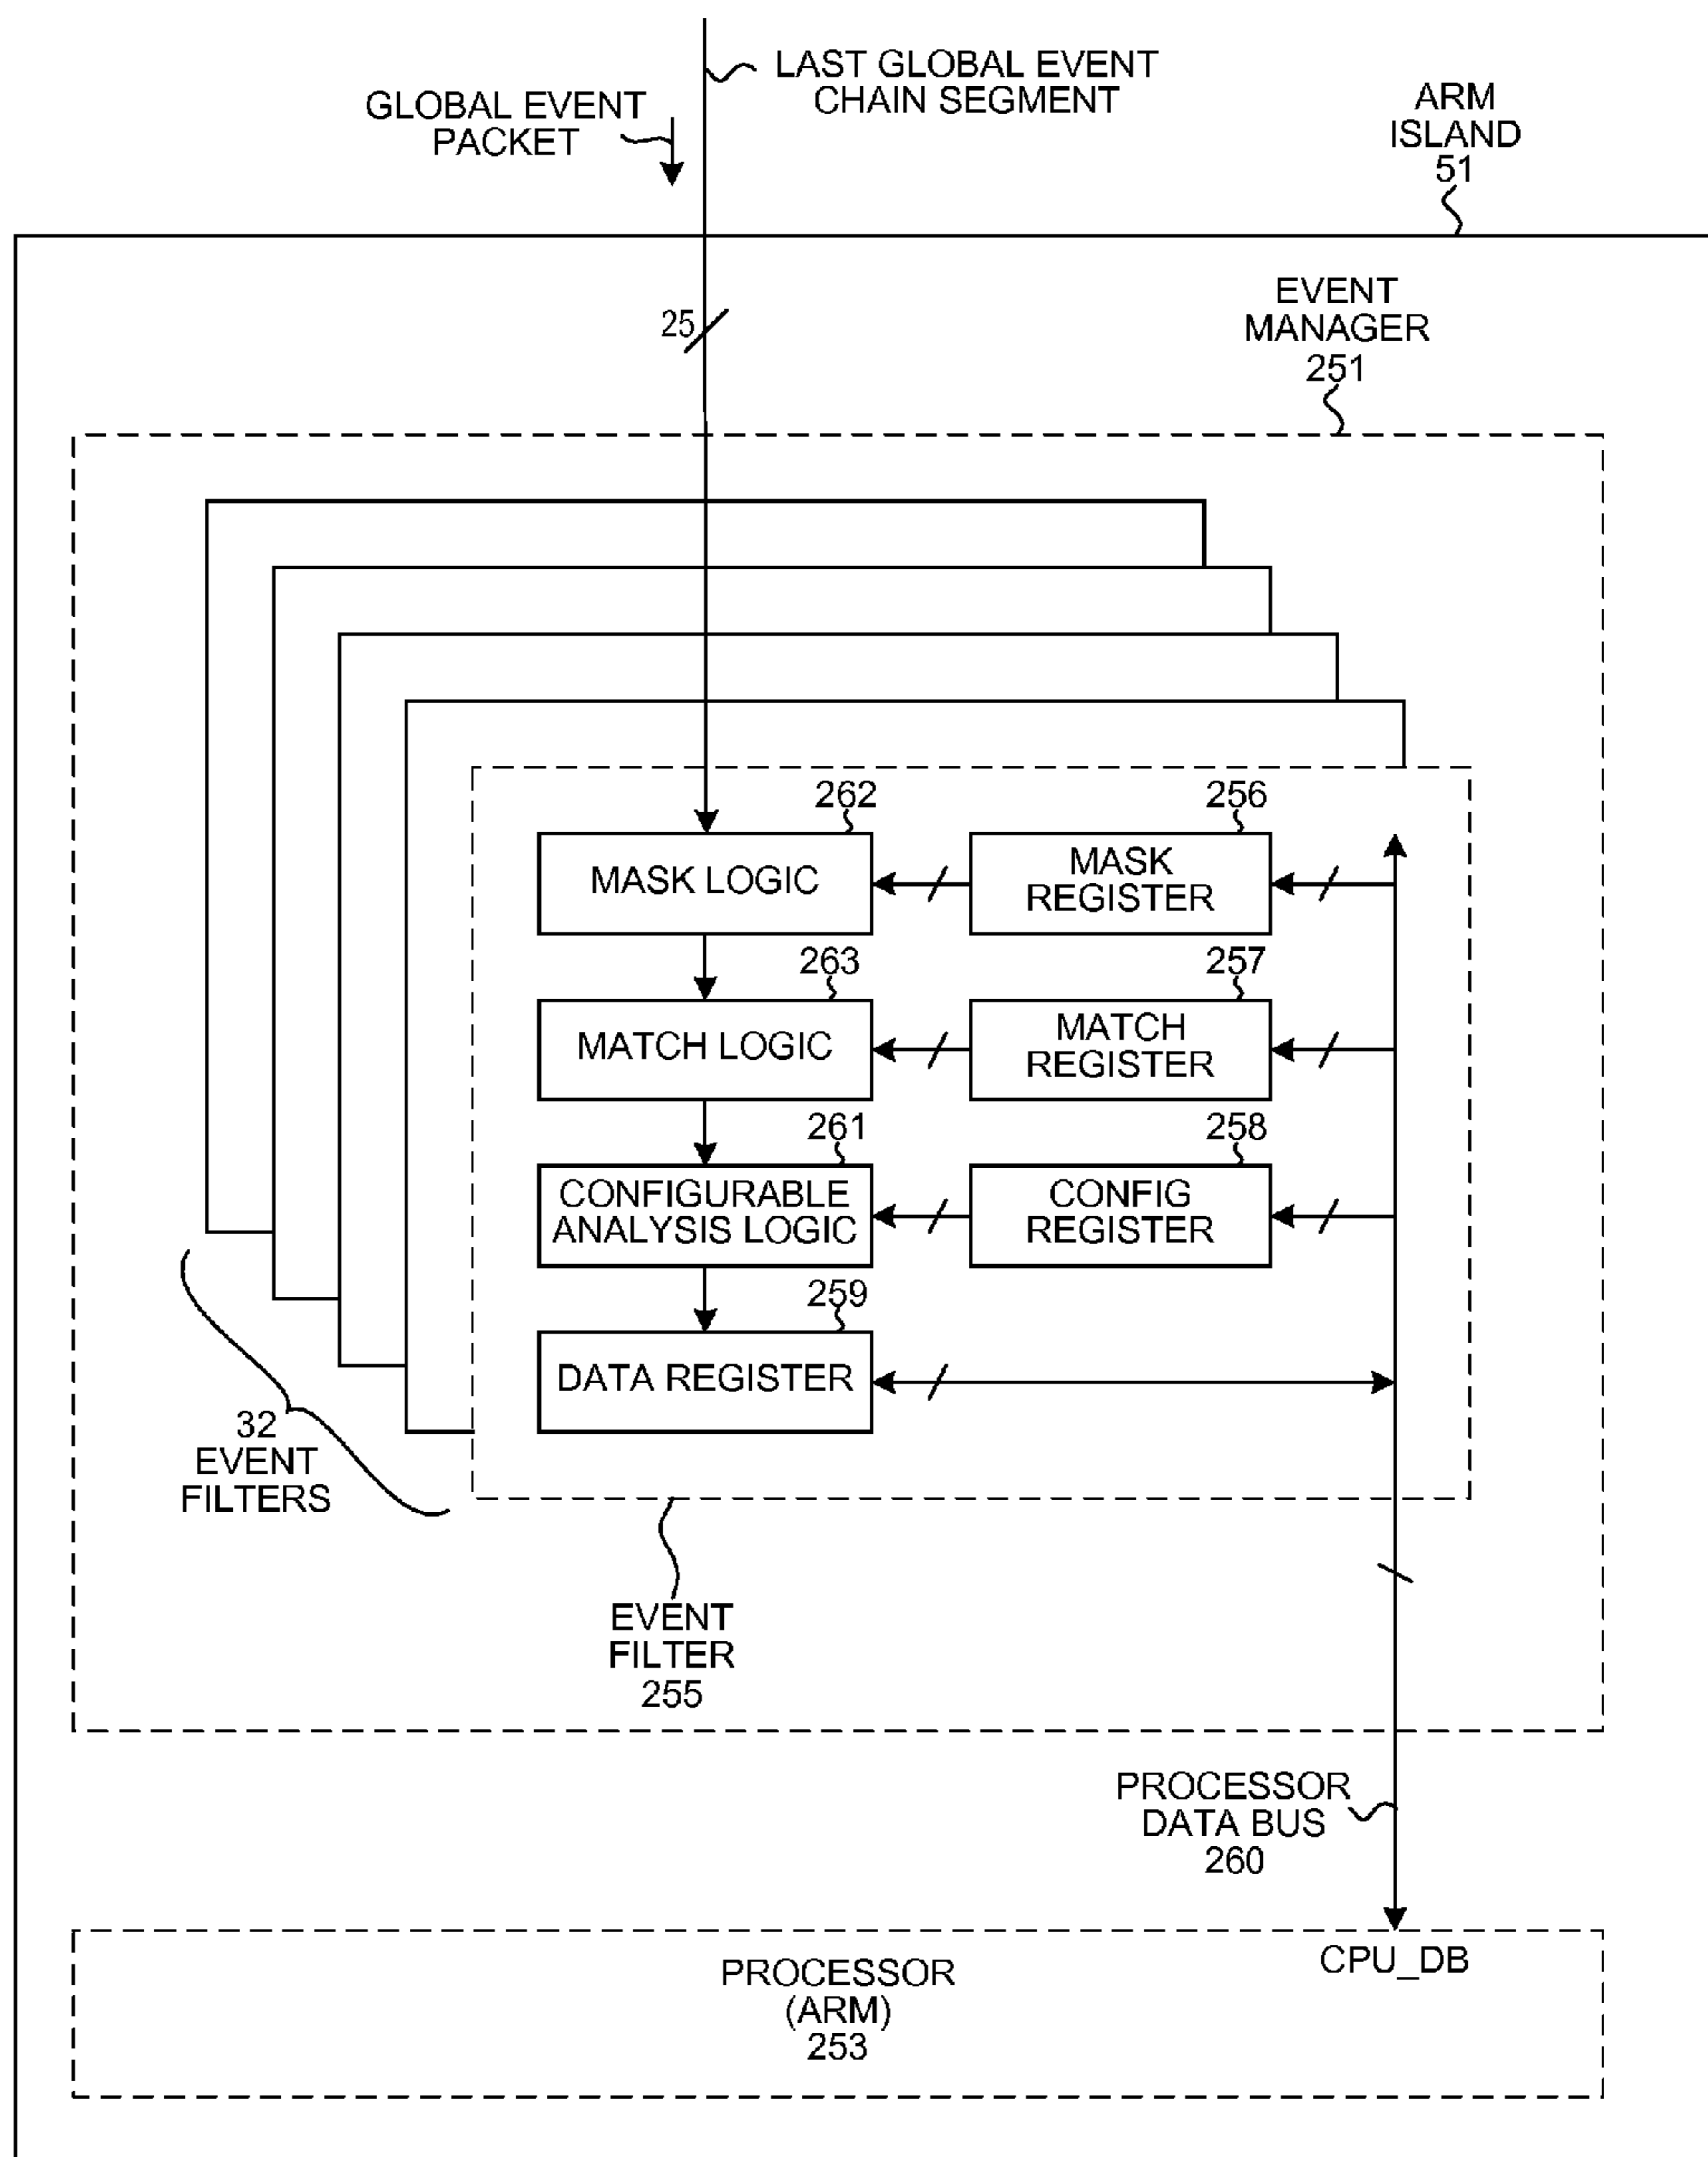 LAST GLOBAL EVENT
CHAIN SEGMENT
GLOBAL EVENT
PACKET
ARM
ISLAND
51
25
EVENT
MANAGER
251
262
256
MASK LOGIC
MASK
REGISTER
263
257
MATCH LOGIC
MATCH
REGISTER
261
258
CONFIGURABLE
ANALYSIS LOGIC
CONFIG
REGISTER
259
DATA REGISTER
32
EVENT
FILTERS
EVENT
FILTER
255
PROCESSOR
DATA BUS
260
CPU_DB
PROCESSOR
(ARM)
253